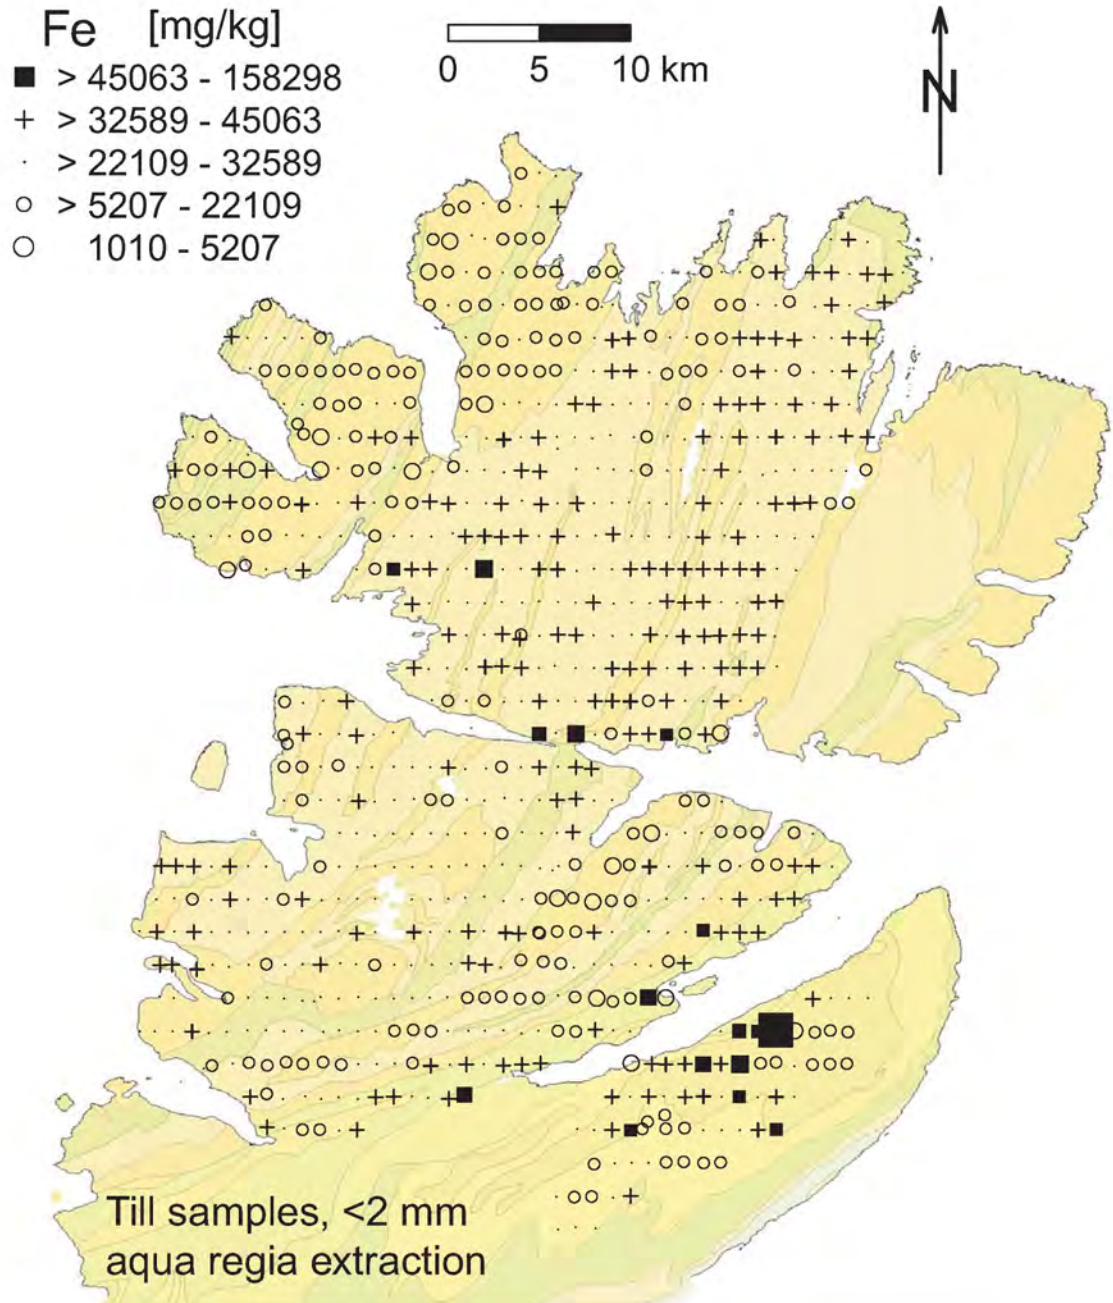 Fe [mg/kg]
> 45063 - 158298
> 32589 - 45063
> 22109 - 32589
> 5207 - 22109
1010 - 5207
0 5 10 km
N
Till samples, <2 mm
aqua regia extraction